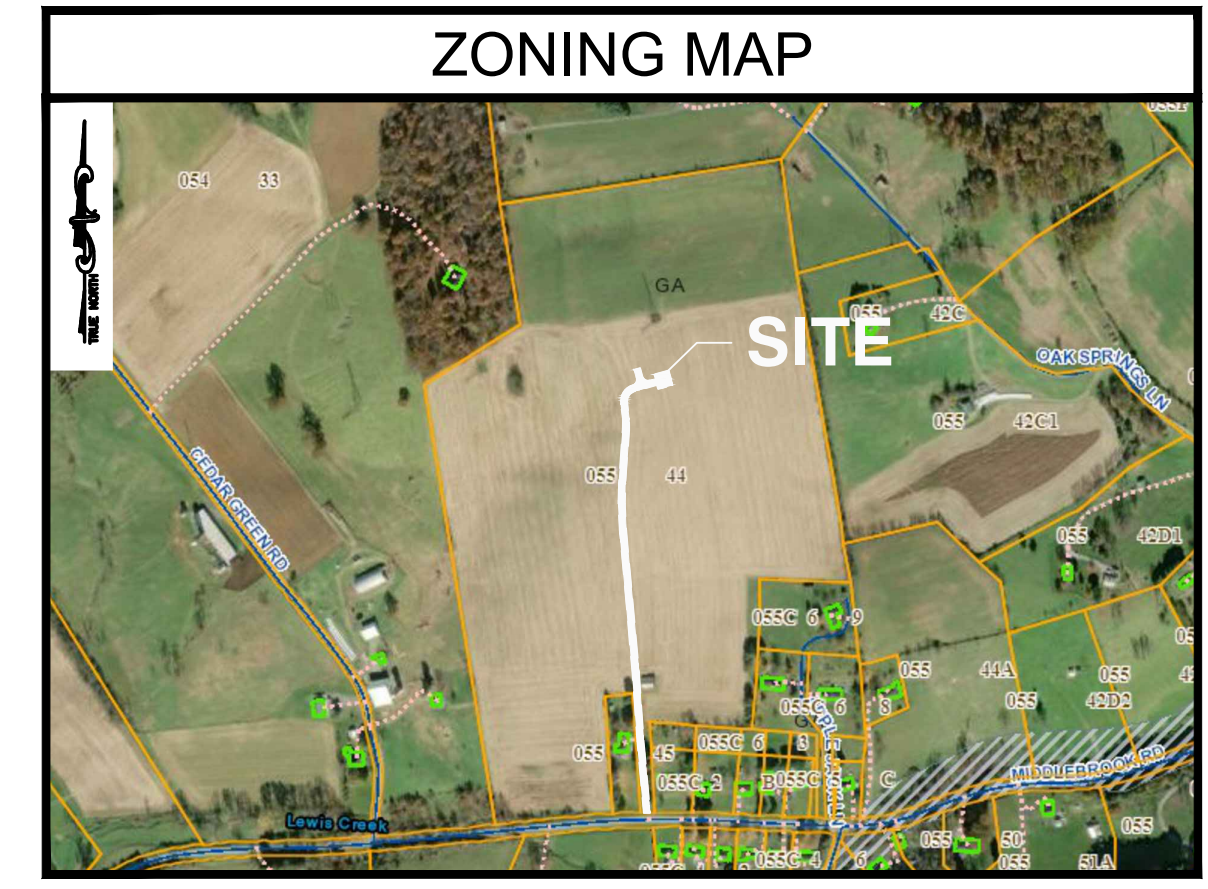 ZONING MAP
TRUE NORTH
054 33
GA
SITE
055 42C
OAK SPRINGS LN
055 42C1
055 44
CEDAR GREEN RD
055 42D1
055C 6 9
055 44A
055 42D2
055
055C 6 8
055 45
055C 6 3
055C 2 B 055C C
MIDDLEBROOK RD
Lewis Creek
055 50
055
055C 4 6
055 51A